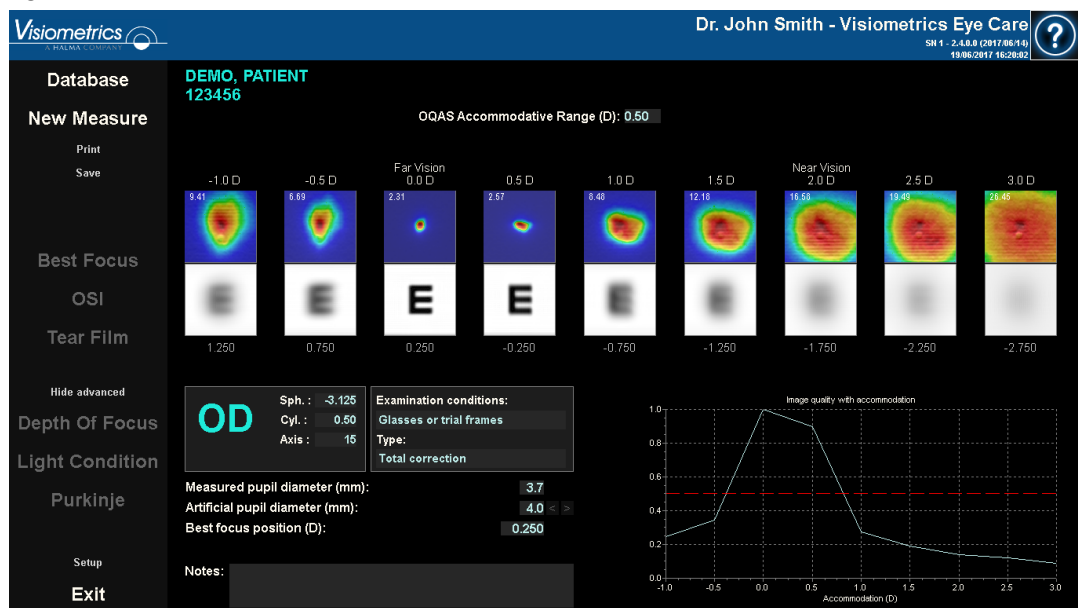 Visiometrics
A HALMA COMPANY
Dr. John Smith - Visiometrics Eye Care
SN 1 - 2.4.0.0 (2017/06/14)
19/06/2017 16:20:02
?
Database
New Measure
Print
Save
Best Focus
OSI
Tear Film
Hide advanced
Depth Of Focus
Light Condition
Purkinje
Setup
Exit
DEMO, PATIENT
123456
OQAS Accommodative Range (D): 0.50
Far Vision Near Vision
-1.0 D -0.5 D 0.0 D 0.5 D 1.0 D 1.5 D 2.0 D 2.5 D 3.0 D
9.41 6.69 2.31 2.57 8.48 12.18 16.56 19.49 26.45
E E E E E E
1.250 0.750 0.250 -0.250 -0.750 -1.250 -1.750 -2.250 -2.750
OD
Sph. : -3.125
Cyl. : 0.50
Axis : 15
Examination conditions:
Glasses or trial frames
Type:
Total correction
Measured pupil diameter (mm): 3.7
Artificial pupil diameter (mm): 4.0 < >
Best focus position (D): 0.250
Notes:
Image quality with accommodation
1.0
0.8
0.6
0.4
0.2
0.0
-1.0 -0.5 0.0 0.5 1.0 1.5 2.0 2.5 3.0
Accommodation (D)